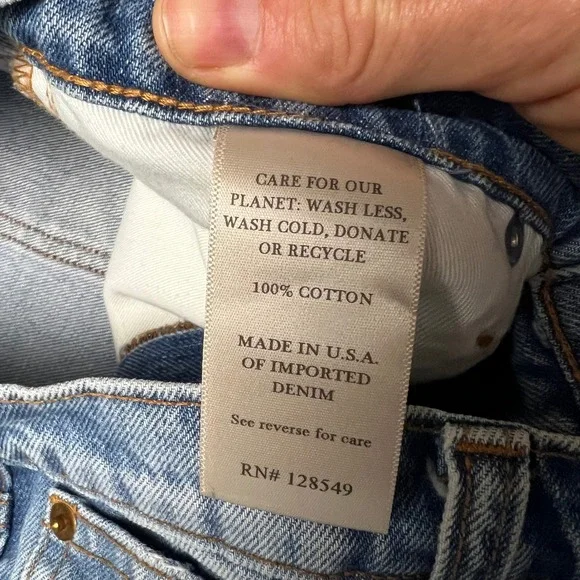 CARE FOR OUR
PLANET: WASH LESS,
WASH COLD, DONATE
OR RECYCLE
100% COTTON
MADE IN U.S.A.
OF IMPORTED
DENIM
See reverse for care
RN# 128549